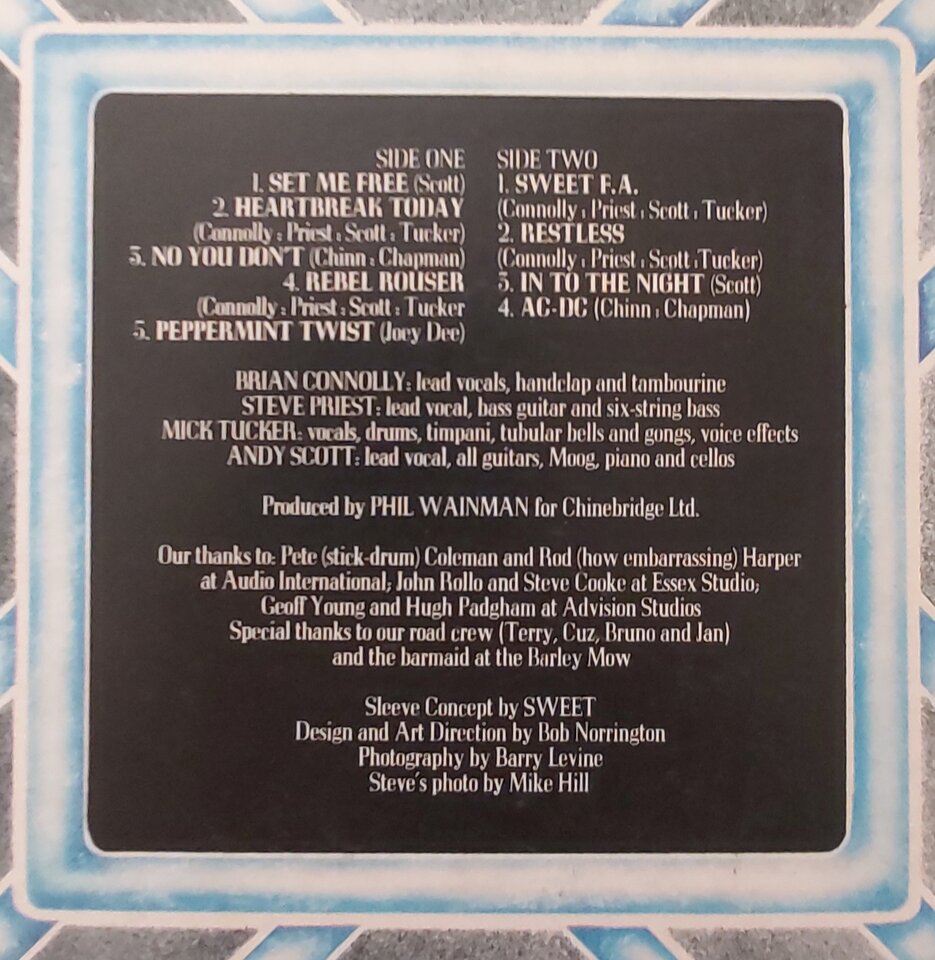 SIDE ONE
1. SET ME FREE (Scott)
2. HEARTBREAK TODAY
(Connolly : Priest : Scott : Tucker)
3. NO YOU DON'T (Chinn : Chapman)
4. REBEL ROUSER
(Connolly : Priest : Scott : Tucker
5. PEPPERMINT TWIST (Joey Dee)
SIDE TWO
1. SWEET F.A.
(Connolly : Priest : Scott : Tucker)
2. RESTLESS
(Connolly : Priest : Scott : Tucker)
3. IN TO THE NIGHT (Scott)
4. AC-DC (Chinn : Chapman)
BRIAN CONNOLLY: lead vocals, handclap and tambourine
STEVE PRIEST: lead vocal, bass guitar and six-string bass
MICK TUCKER: vocals, drums, timpani, tubular bells and gongs, voice effects
ANDY SCOTT: lead vocal, all guitars, Moog, piano and cellos
Produced by PHIL WAINMAN for Chinebridge Ltd.
Our thanks to: Pete (stick-drum) Coleman and Rod (how embarrassing) Harper
at Audio International; John Rollo and Steve Cooke at Essex Studio;
Geoff Young and Hugh Padgham at Advision Studios
Special thanks to our road crew (Terry, Cuz, Bruno and Jan)
and the barmaid at the Barley Mow
Sleeve Concept by SWEET
Design and Art Direction by Bob Norrington
Photography by Barry Levine
Steve's photo by Mike Hill